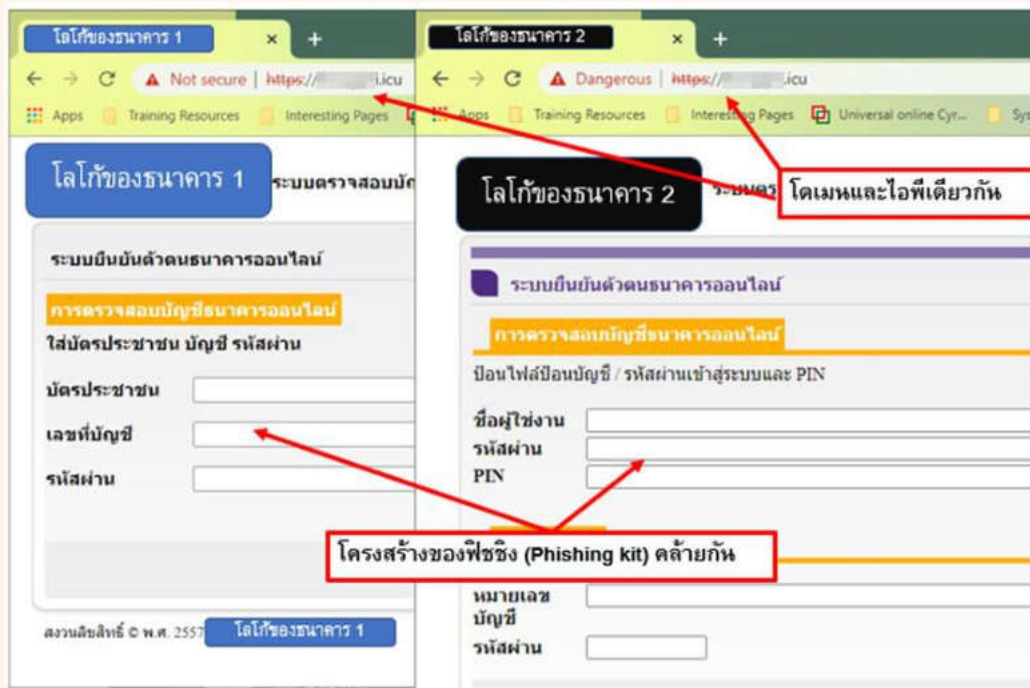 โลโก้ของธนาคาร 1
Not secure | https:// i.icu
Apps Training Resources Interesting Pages
โลโก้ของธนาคาร 1
ระบบตรวจสอบบัญ
ระบบยืนยันตัวตนธนาคารออนไลน์
การตรวจสอบบัญชีธนาคารออนไลน์
ใส่บัตรประชาชน บัญชี รหัสผ่าน
บัตรประชาชน
เลขที่บัญชี
รหัสผ่าน
สงวนลิขสิทธิ์ © พ.ศ. 2557 โลโก้ของธนาคาร 1
โลโก้ของธนาคาร 2
Dangerous | https:// .icu
Apps Training Resources Interesting Pages Universal online Cyr... Sys
โลโก้ของธนาคาร 2
ระบบตร
โดเมนและไอพีเดียวกัน
ระบบยืนยันตัวตนธนาคารออนไลน์
การตรวจสอบบัญชีธนาคารออนไลน์
ป้อนไฟล์ป้อนบัญชี / รหัสผ่านเข้าสู่ระบบและ PIN
ชื่อผู้ใช้งาน
รหัสผ่าน
PIN
โครงสร้างของฟิชชิง (Phishing kit) คล้ายกัน
หมายเลข
บัญชี
รหัสผ่าน